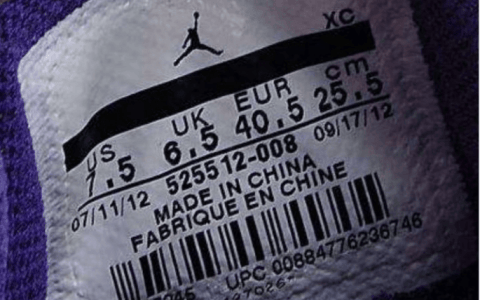 XC
US UK EUR cm
7.5 6.5 40.5 25.5
07/11/12 525512-008 09/17/12
MADE IN CHINA
FABRIQUE EN CHINE
UPC 00884776236746